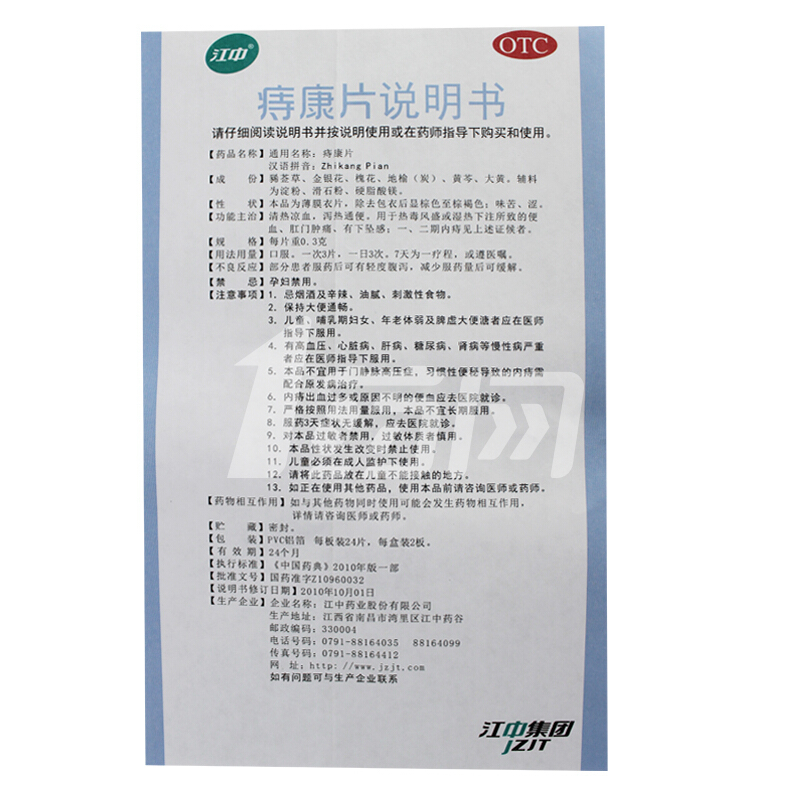 江中®
OTC
痔康片说明书
请仔细阅读说明书并按说明使用或在药师指导下购买和使用。
【药品名称】通用名称：痔康片
汉语拼音：Zhikang Pian
【成　份】豨莶草、金银花、槐花、地榆（炭）、黄芩、大黄。辅料
为淀粉、滑石粉、硬脂酸镁。
【性　状】本品为薄膜衣片，除去包衣后显棕色至棕褐色；味苦、涩。
【功能主治】清热凉血，泻热通便。用于热毒风盛或湿热下注所致的便
血、肛门肿痛、有下坠感；一、二期内痔见上述证候者。
【规　格】每片重0.3克
【用法用量】口服。一次3片，一日3次。7天为一疗程，或遵医嘱。
【不良反应】部分患者服药后可有轻度腹泻，减少服药量后可缓解。
【禁　忌】孕妇禁用。
【注意事项】1．忌烟酒及辛辣、油腻、刺激性食物。
2．保持大便通畅。
3．儿童、哺乳期妇女、年老体弱及脾虚大便溏者应在医师
指导下服用。
4．有高血压、心脏病、肝病、糖尿病、肾病等慢性病严重
者应在医师指导下服用。
5．本品不宜用于门静脉高压症，习惯性便秘导致的内痔需
配合原发病治疗。
6．内痔出血过多或原因不明的便血应去医院就诊。
7．严格按照用法用量服用，本品不宜长期服用。
8．服药3天症状无缓解，应去医院就诊。
9．对本品过敏者禁用，过敏体质者慎用。
10．本品性状发生改变时禁止使用。
11．儿童必须在成人监护下使用。
12．请将此药品放在儿童不能接触的地方。
13．如正在使用其他药品，使用本品前请咨询医师或药师。
【药物相互作用】如与其他药物同时使用可能会发生药物相互作用，
详情请咨询医师或药师。
【贮　藏】密封。
【包　装】PVC铝箔　每板装24片，每盒装2板。
【有 效 期】24个月
【执行标准】《中国药典》2010年版一部
【批准文号】国药准字Z10960032
【说明书修订日期】2010年10月01日
【生产企业】企业名称：江中药业股份有限公司
生产地址：江西省南昌市湾里区江中药谷
邮政编码：330004
电话号码：0791-88164035　88164099
传真号码：0791-88164412
网　址：http://www.jzjt.com
如有问题可与生产企业联系
江中集团
JZJT